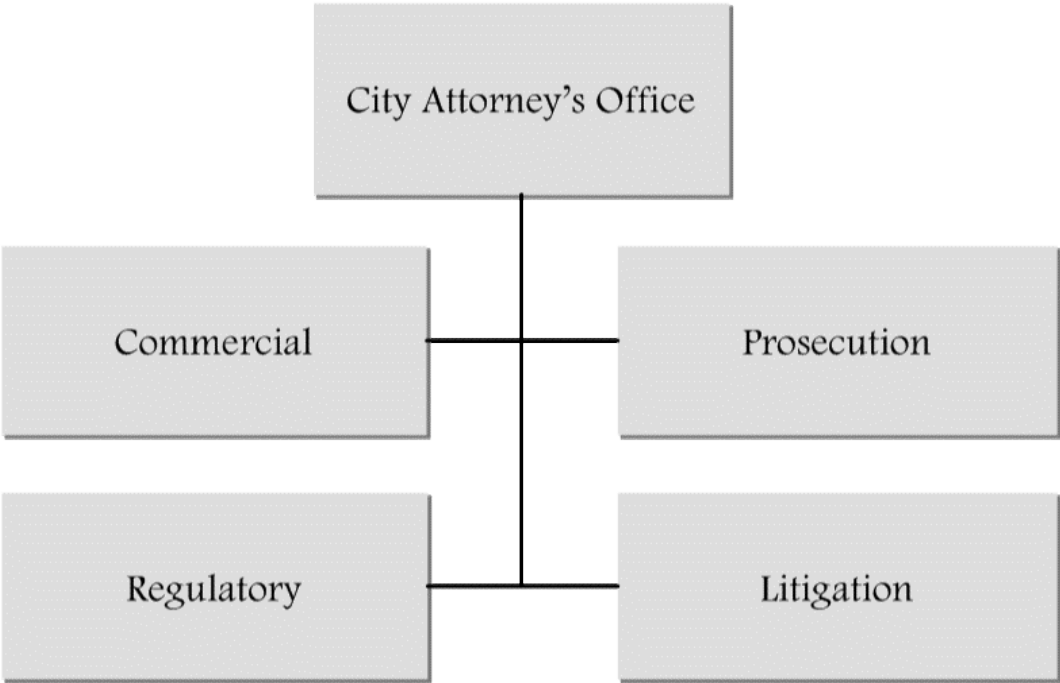 City Attorney’s Office
Commercial
Prosecution
Regulatory
Litigation